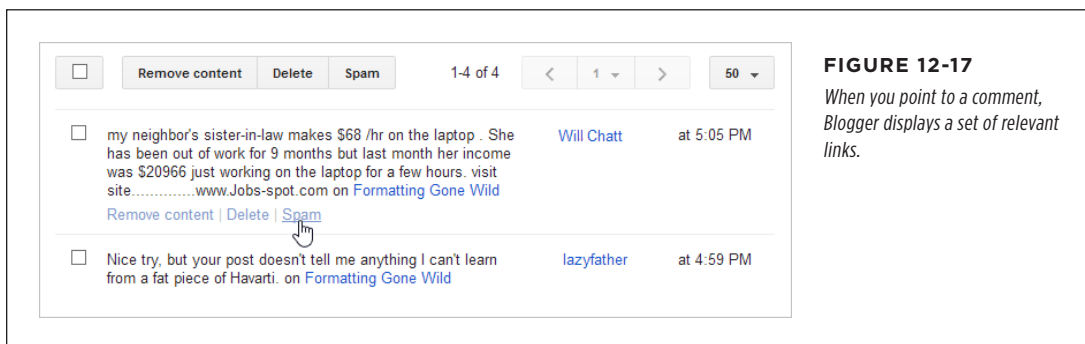 Remove content Delete Spam 1-4 of 4 < 1 > 50
my neighbor's sister-in-law makes $68 /hr on the laptop . She Will Chatt at 5:05 PM
has been out of work for 9 months but last month her income
was $20966 just working on the laptop for a few hours. visit
site..............www.Jobs-spot.com on Formatting Gone Wild
Remove content | Delete | Spam
Nice try, but your post doesn't tell me anything I can't learn lazyfather at 4:59 PM
from a fat piece of Havarti. on Formatting Gone Wild
FIGURE 12-17
When you point to a comment,
Blogger displays a set of relevant
links.